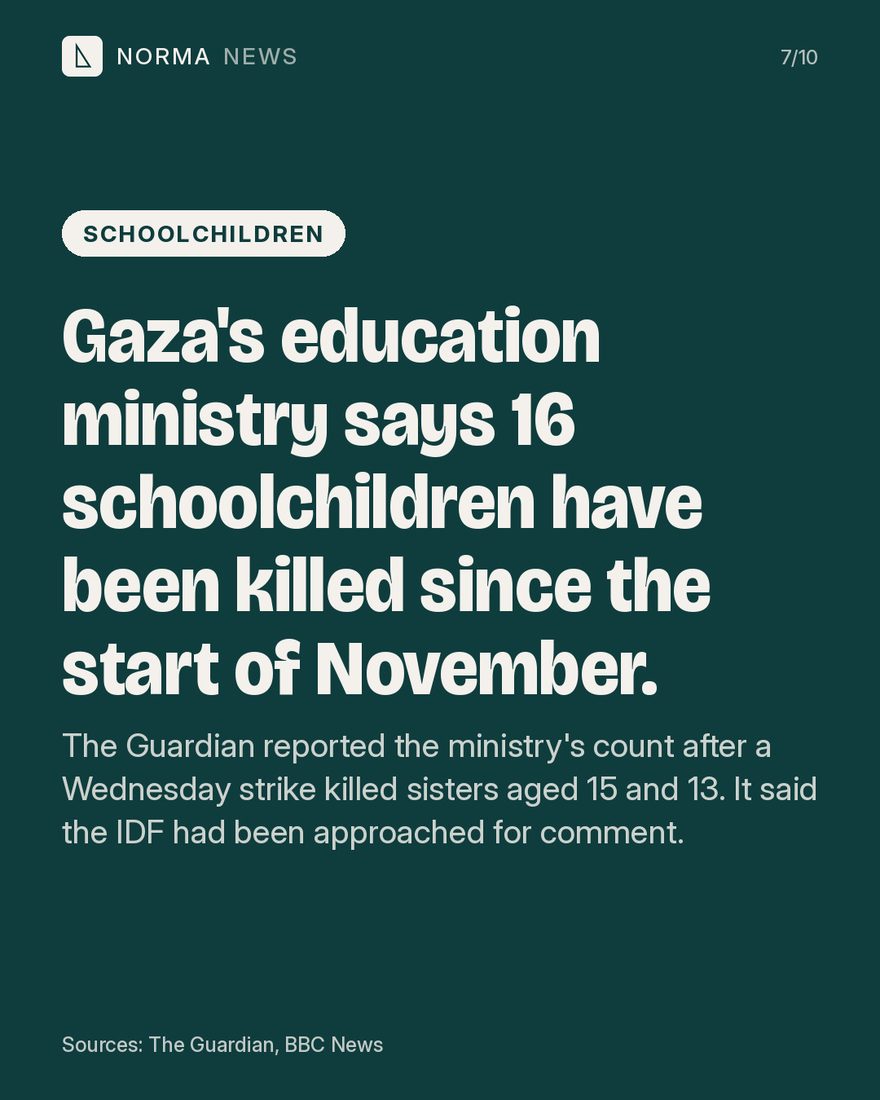 NORMA NEWS
7/10
SCHOOLCHILDREN
Gaza's education
ministry says 16
schoolchildren have
been killed since the
start of November.
The Guardian reported the ministry's count after a
Wednesday strike killed sisters aged 15 and 13. It said
the IDF had been approached for comment.
Sources: The Guardian, BBC News